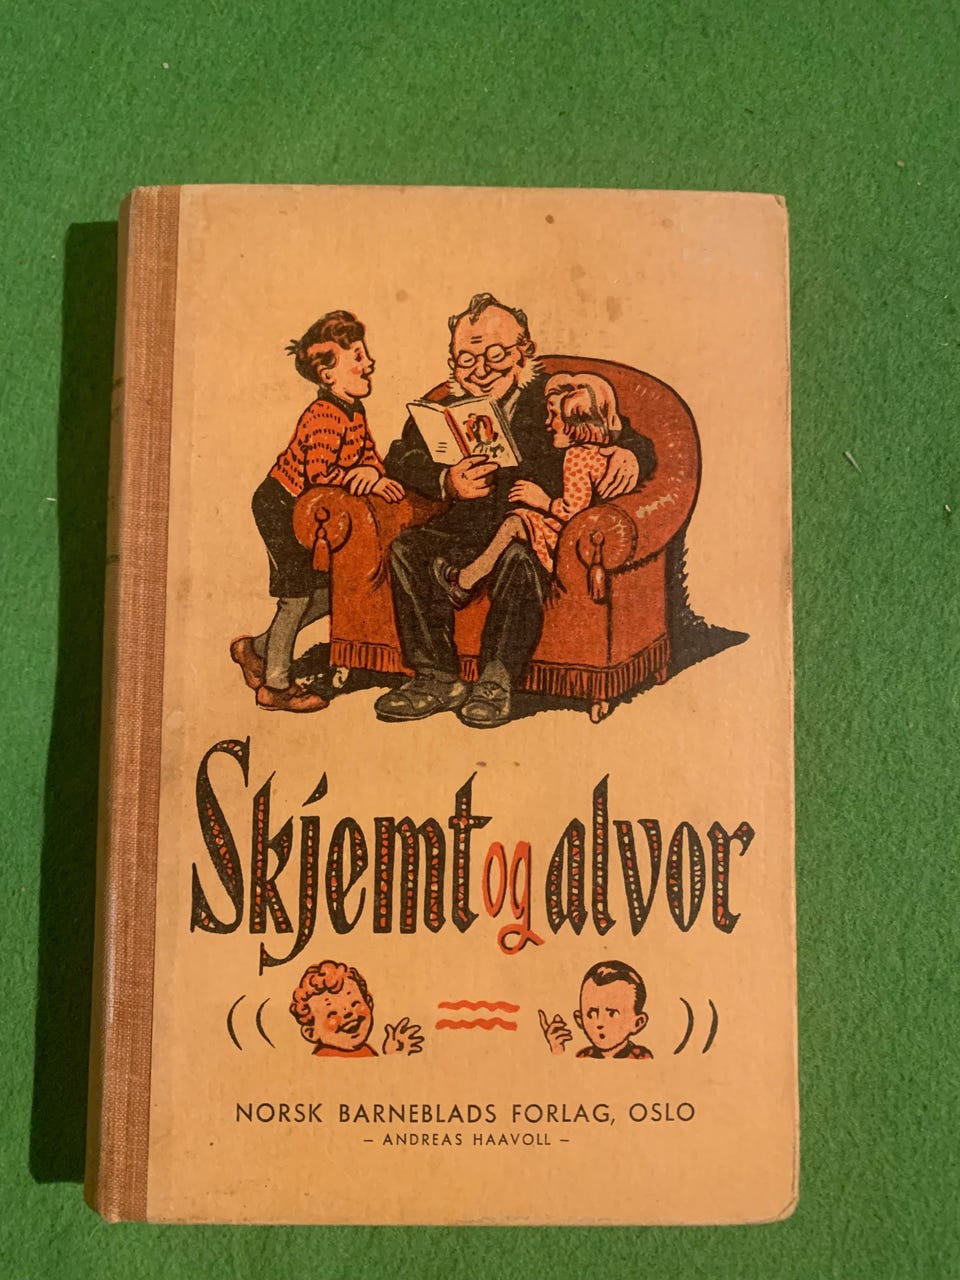 Skjemt og alvor
NORSK BARNEBLADS FORLAG, OSLO
– ANDREAS HAAVOLL –